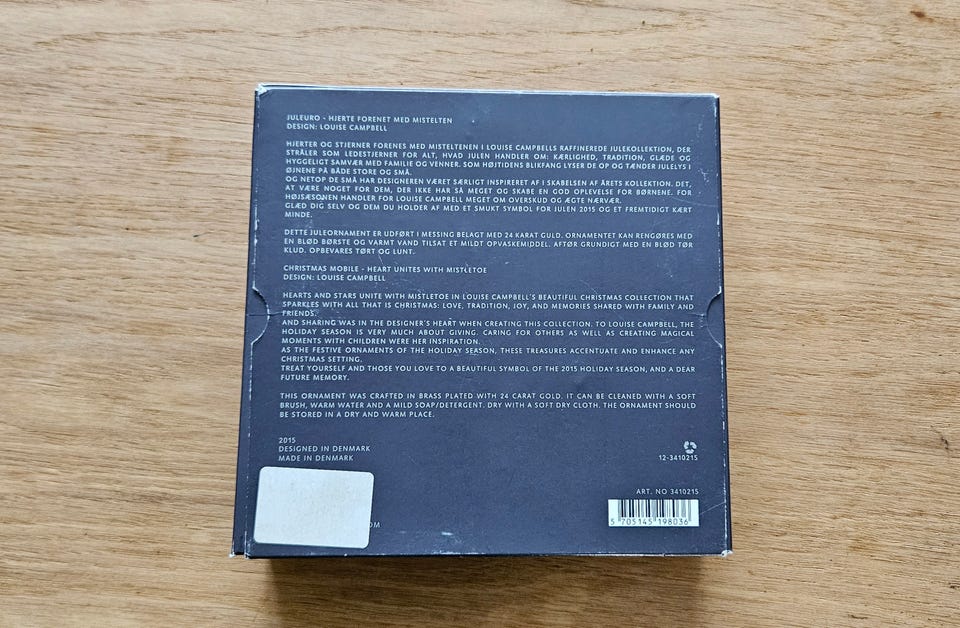 JULEURO - HJERTE FORENET MED MISTELTEN
DESIGN: LOUISE CAMPBELL
HJERTER OG STJERNER FORENES MED MISTELTENEN I LOUISE CAMPBELLS RAFFINEREDE JULEKOLLEKTION, DER
STRÅLER SOM LEDESTJERNER FOR ALT, HVAD JULEN HANDLER OM: KÆRLIGHED, TRADITION, GLÆDE OG
HYGGELIGT SAMVÆR MED FAMILIE OG VENNER. SOM HØJTIDENS BLIKFANG LYSER DE OP OG TÆNDER JULELYS I
ØJNENE PÅ BÅDE STORE OG SMÅ.
OG NETOP DE SMÅ HAR DESIGNEREN VÆRET SÆRLIGT INSPIRERET AF I SKABELSEN AF ÅRETS KOLLEKTION. DET,
AT VÆRE NOGET FOR DEM, DER IKKE HAR SÅ MEGET OG SKABE EN GOD OPLEVELSE FOR BØRNENE. FOR
HØJSÆSONEN HANDLER FOR LOUISE CAMPBELL MEGET OM OVERSKUD OG ÆGTE NÆRVÆR.
GLÆD DIG SELV OG DEM DU HOLDER AF MED ET SMUKT SYMBOL FOR JULEN 2015 OG ET FREMTIDIGT KÆRT
MINDE.
DETTE JULEORNAMENT ER UDFØRT I MESSING BELAGT MED 24 KARAT GULD. ORNAMENTET KAN RENGØRES MED
EN BLØD BØRSTE OG VARMT VAND TILSAT ET MILDT OPVASKEMIDDEL. AFTØR GRUNDIGT MED EN BLØD TØR
KLUD. OPBEVARES TØRT OG LUNT.
CHRISTMAS MOBILE - HEART UNITES WITH MISTLETOE
DESIGN: LOUISE CAMPBELL
HEARTS AND STARS UNITE WITH MISTLETOE IN LOUISE CAMPBELL'S BEAUTIFUL CHRISTMAS COLLECTION THAT
SPARKLES WITH ALL THAT IS CHRISTMAS: LOVE, TRADITION, JOY, AND MEMORIES SHARED WITH FAMILY AND
FRIENDS.
AND SHARING WAS IN THE DESIGNER'S HEART WHEN CREATING THIS COLLECTION. TO LOUISE CAMPBELL, THE
HOLIDAY SEASON IS VERY MUCH ABOUT GIVING. CARING FOR OTHERS AS WELL AS CREATING MAGICAL
MOMENTS WITH CHILDREN WERE HER INSPIRATION.
AS THE FESTIVE ORNAMENTS OF THE HOLIDAY SEASON, THESE TREASURES ACCENTUATE AND ENHANCE ANY
CHRISTMAS SETTING.
TREAT YOURSELF AND THOSE YOU LOVE TO A BEAUTIFUL SYMBOL OF THE 2015 HOLIDAY SEASON, AND A DEAR
FUTURE MEMORY.
THIS ORNAMENT WAS CRAFTED IN BRASS PLATED WITH 24 CARAT GOLD. IT CAN BE CLEANED WITH A SOFT
BRUSH, WARM WATER AND A MILD SOAP/DETERGENT. DRY WITH A SOFT DRY CLOTH. THE ORNAMENT SHOULD
BE STORED IN A DRY AND WARM PLACE.
2015
DESIGNED IN DENMARK
MADE IN DENMARK
12-3410215
ART. NO 3410215
OM
5 705145 198036